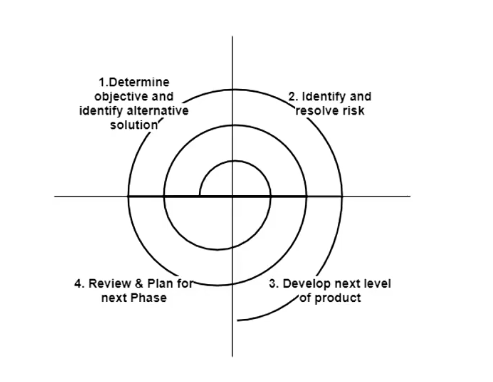 1.Determine
objective and
identify alternative
solution
2. Identify and
resolve risk
4. Review & Plan for
next Phase
3. Develop next level
of product